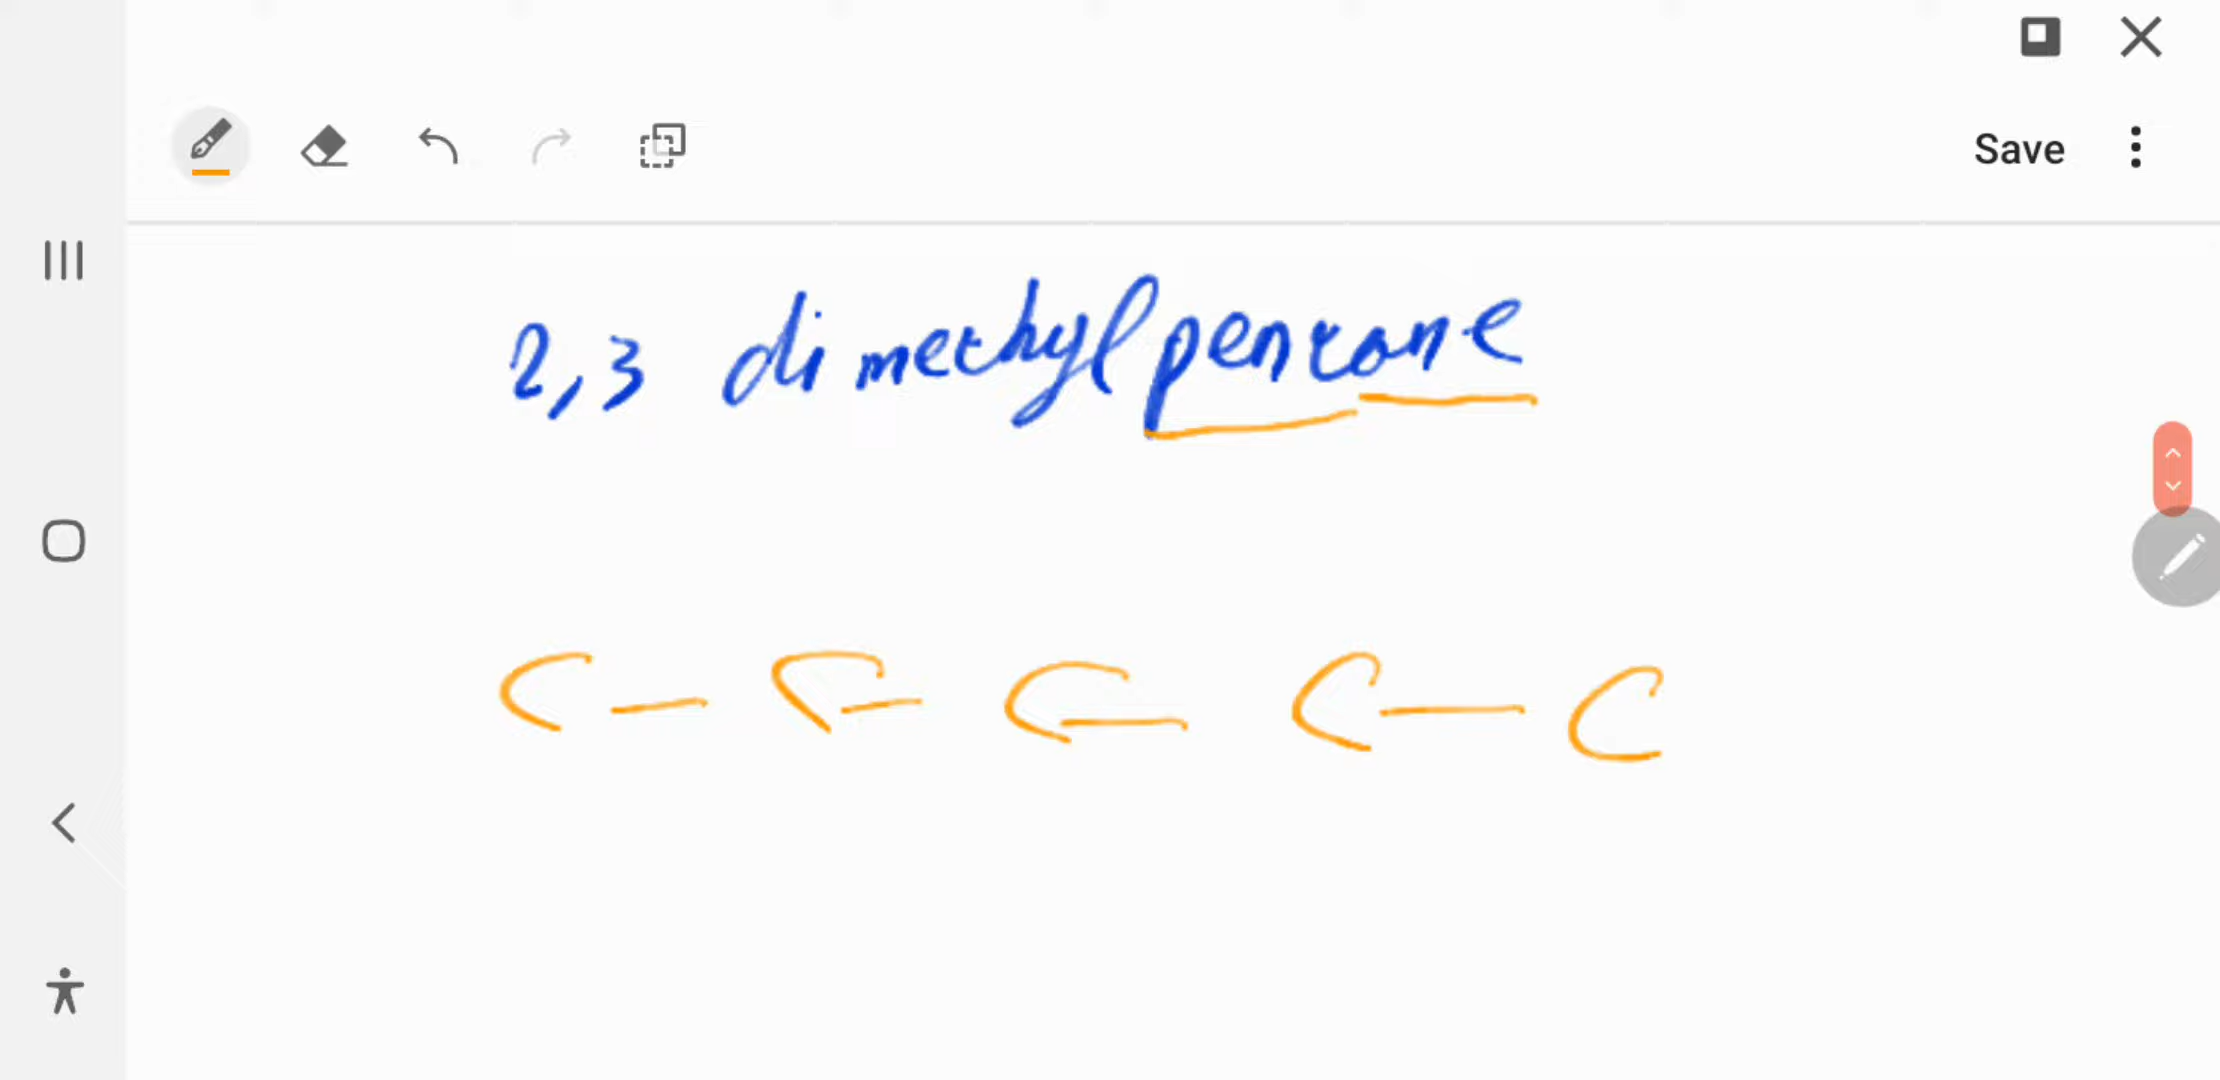 Save
2,3 dimethylpentane
C - C - C - C - C